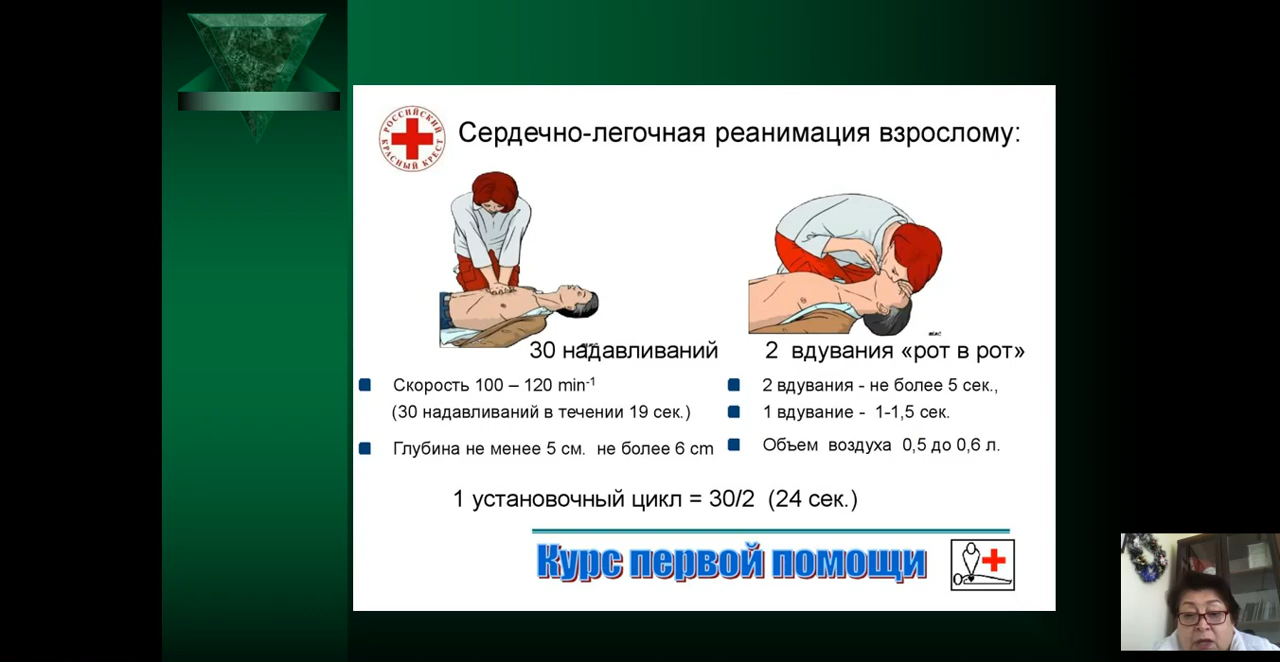 РОССИЙСКИЙ КРАСНЫЙ КРЕСТ
Сердечно-легочная реанимация взрослому:
30 надавливаний
Скорость 100 – 120 min-1
(30 надавливаний в течении 19 сек.)
Глубина не менее 5 см. не более 6 cm
2 вдувания «рот в рот»
2 вдувания - не более 5 сек.,
1 вдувание - 1-1,5 сек.
Объем воздуха 0,5 до 0,6 л.
1 установочный цикл = 30/2 (24 сек.)
Курс первой помощи